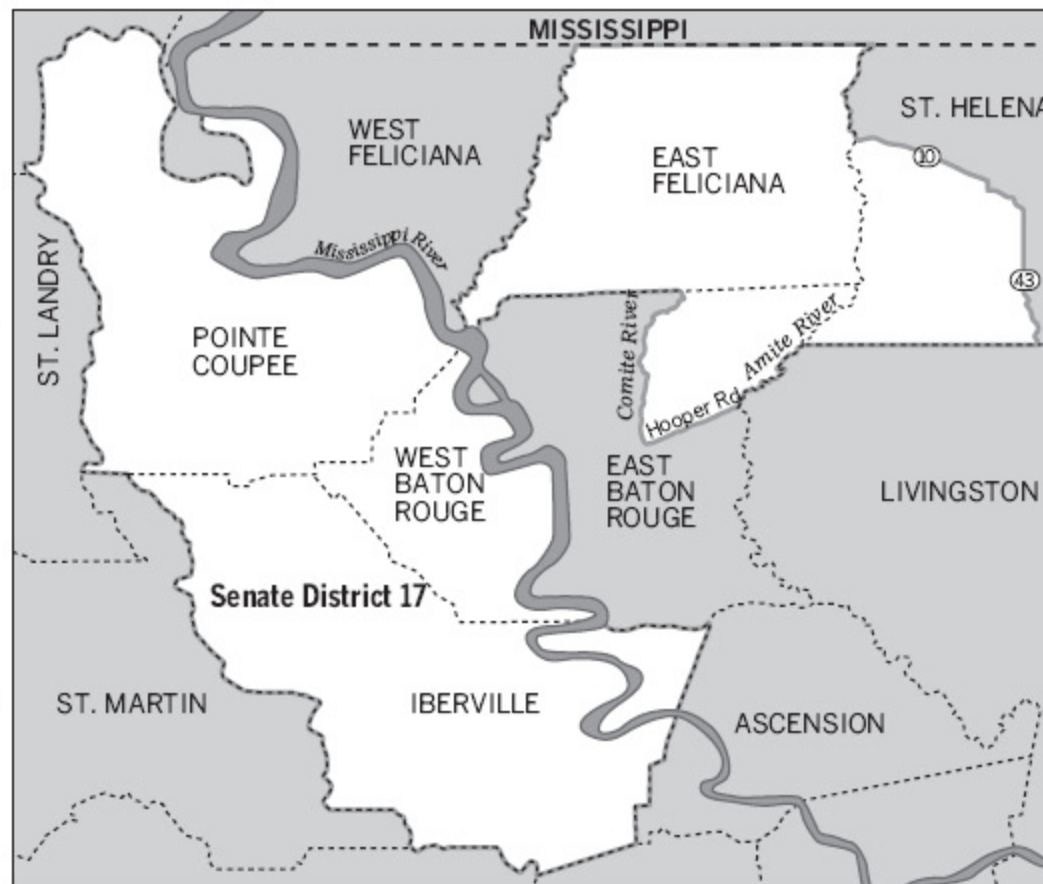 MISSISSIPPI
ST. HELENA
WEST
FELICIANA
EAST
FELICIANA
10
Mississippi River
43
ST. LANDRY
POINTE
COUPEE
Comite River
Amite River
Hooper Rd
WEST
BATON
ROUGE
EAST
BATON
ROUGE
LIVINGSTON
Senate District 17
ST. MARTIN
IBERVILLE
ASCENSION